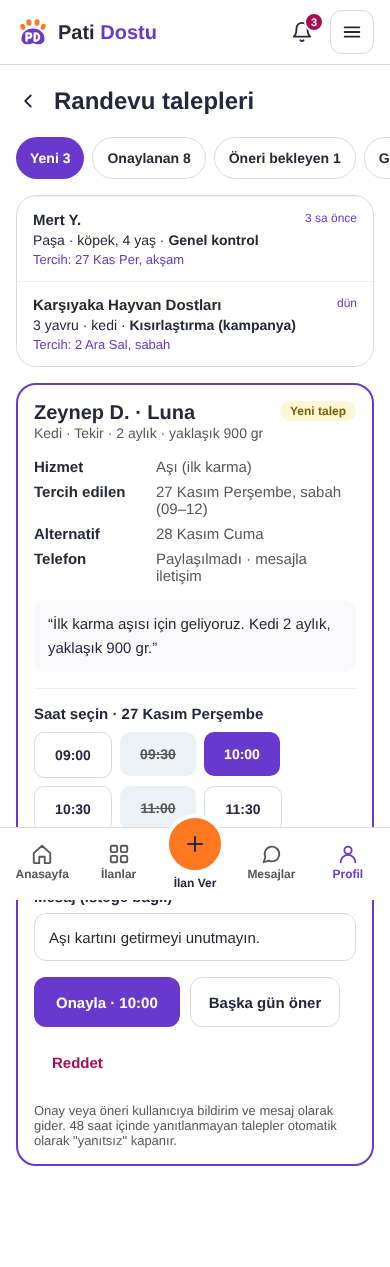 PD Pati Dostu
3
Randevu talepleri
Yeni 3
Onaylanan 8
Öneri bekleyen 1
G
Mert Y.
3 sa önce
Paşa · köpek, 4 yaş · Genel kontrol
Tercih: 27 Kas Per, akşam
Karşıyaka Hayvan Dostları
dün
3 yavru · kedi · Kısırlaştırma (kampanya)
Tercih: 2 Ara Sal, sabah
Zeynep D. · Luna
Yeni talep
Kedi · Tekir · 2 aylık · yaklaşık 900 gr
Hizmet
Aşı (ilk karma)
Tercih edilen
27 Kasım Perşembe, sabah
(09–12)
Alternatif
28 Kasım Cuma
Telefon
Paylaşılmadı · mesajla
iletişim
“İlk karma aşısı için geliyoruz. Kedi 2 aylık,
yaklaşık 900 gr.”
Saat seçin · 27 Kasım Perşembe
09:00
09:30
10:00
10:30
11:00
11:30
Anasayfa
İlanlar
İlan Ver
Mesajlar
Profil
Mesaj (isteğe bağlı)
Aşı kartını getirmeyi unutmayın.
Onayla · 10:00
Başka gün öner
Reddet
Onay veya öneri kullanıcıya bildirim ve mesaj olarak
gider. 48 saat içinde yanıtlanmayan talepler otomatik
olarak "yanıtsız" kapanır.